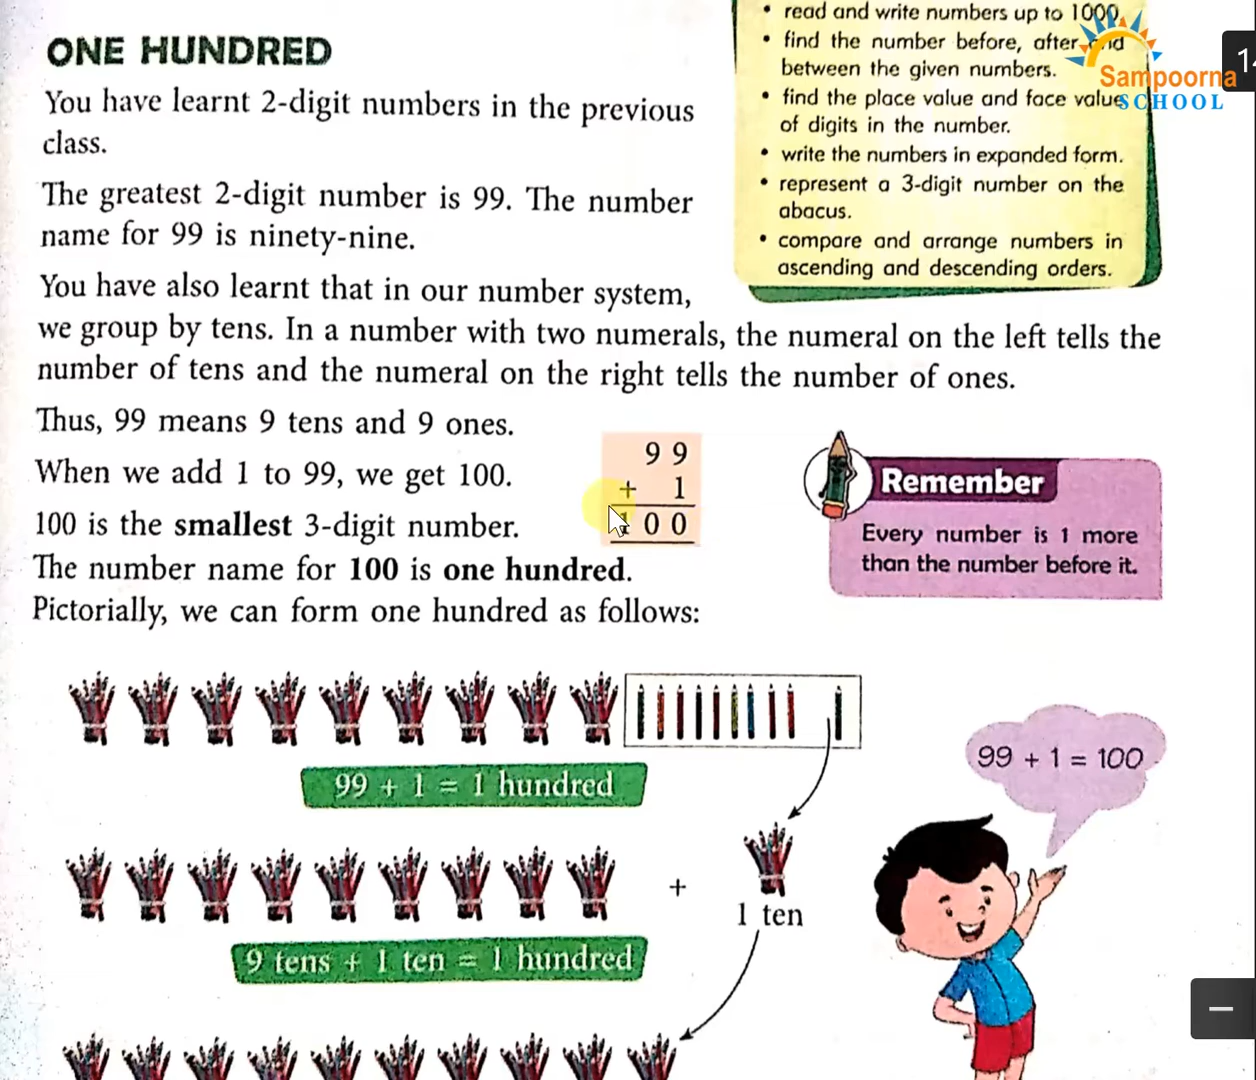 ONE HUNDRED
You have learnt 2-digit numbers in the previous
class.
The greatest 2-digit number is 99. The number
name for 99 is ninety-nine.
You have also learnt that in our number system,
we group by tens. In a number with two numerals, the numeral on the left tells the
number of tens and the numeral on the right tells the number of ones.
Thus, 99 means 9 tens and 9 ones.
When we add 1 to 99, we get 100.
100 is the smallest 3-digit number.
The number name for 100 is one hundred.
Pictorially, we can form one hundred as follows:
• read and write numbers up to 1000.
• find the number before, after and
between the given numbers.
• find the place value and face value
of digits in the number.
• write the numbers in expanded form.
• represent a 3-digit number on the
abacus.
• compare and arrange numbers in
ascending and descending orders.
Sampoorna
SCHOOL
9 9
+ 1
1 0 0
Remember
Every number is 1 more
than the number before it.
99 + 1 = 1 hundred
99 + 1 = 100
+
1 ten
9 tens + 1 ten = 1 hundred